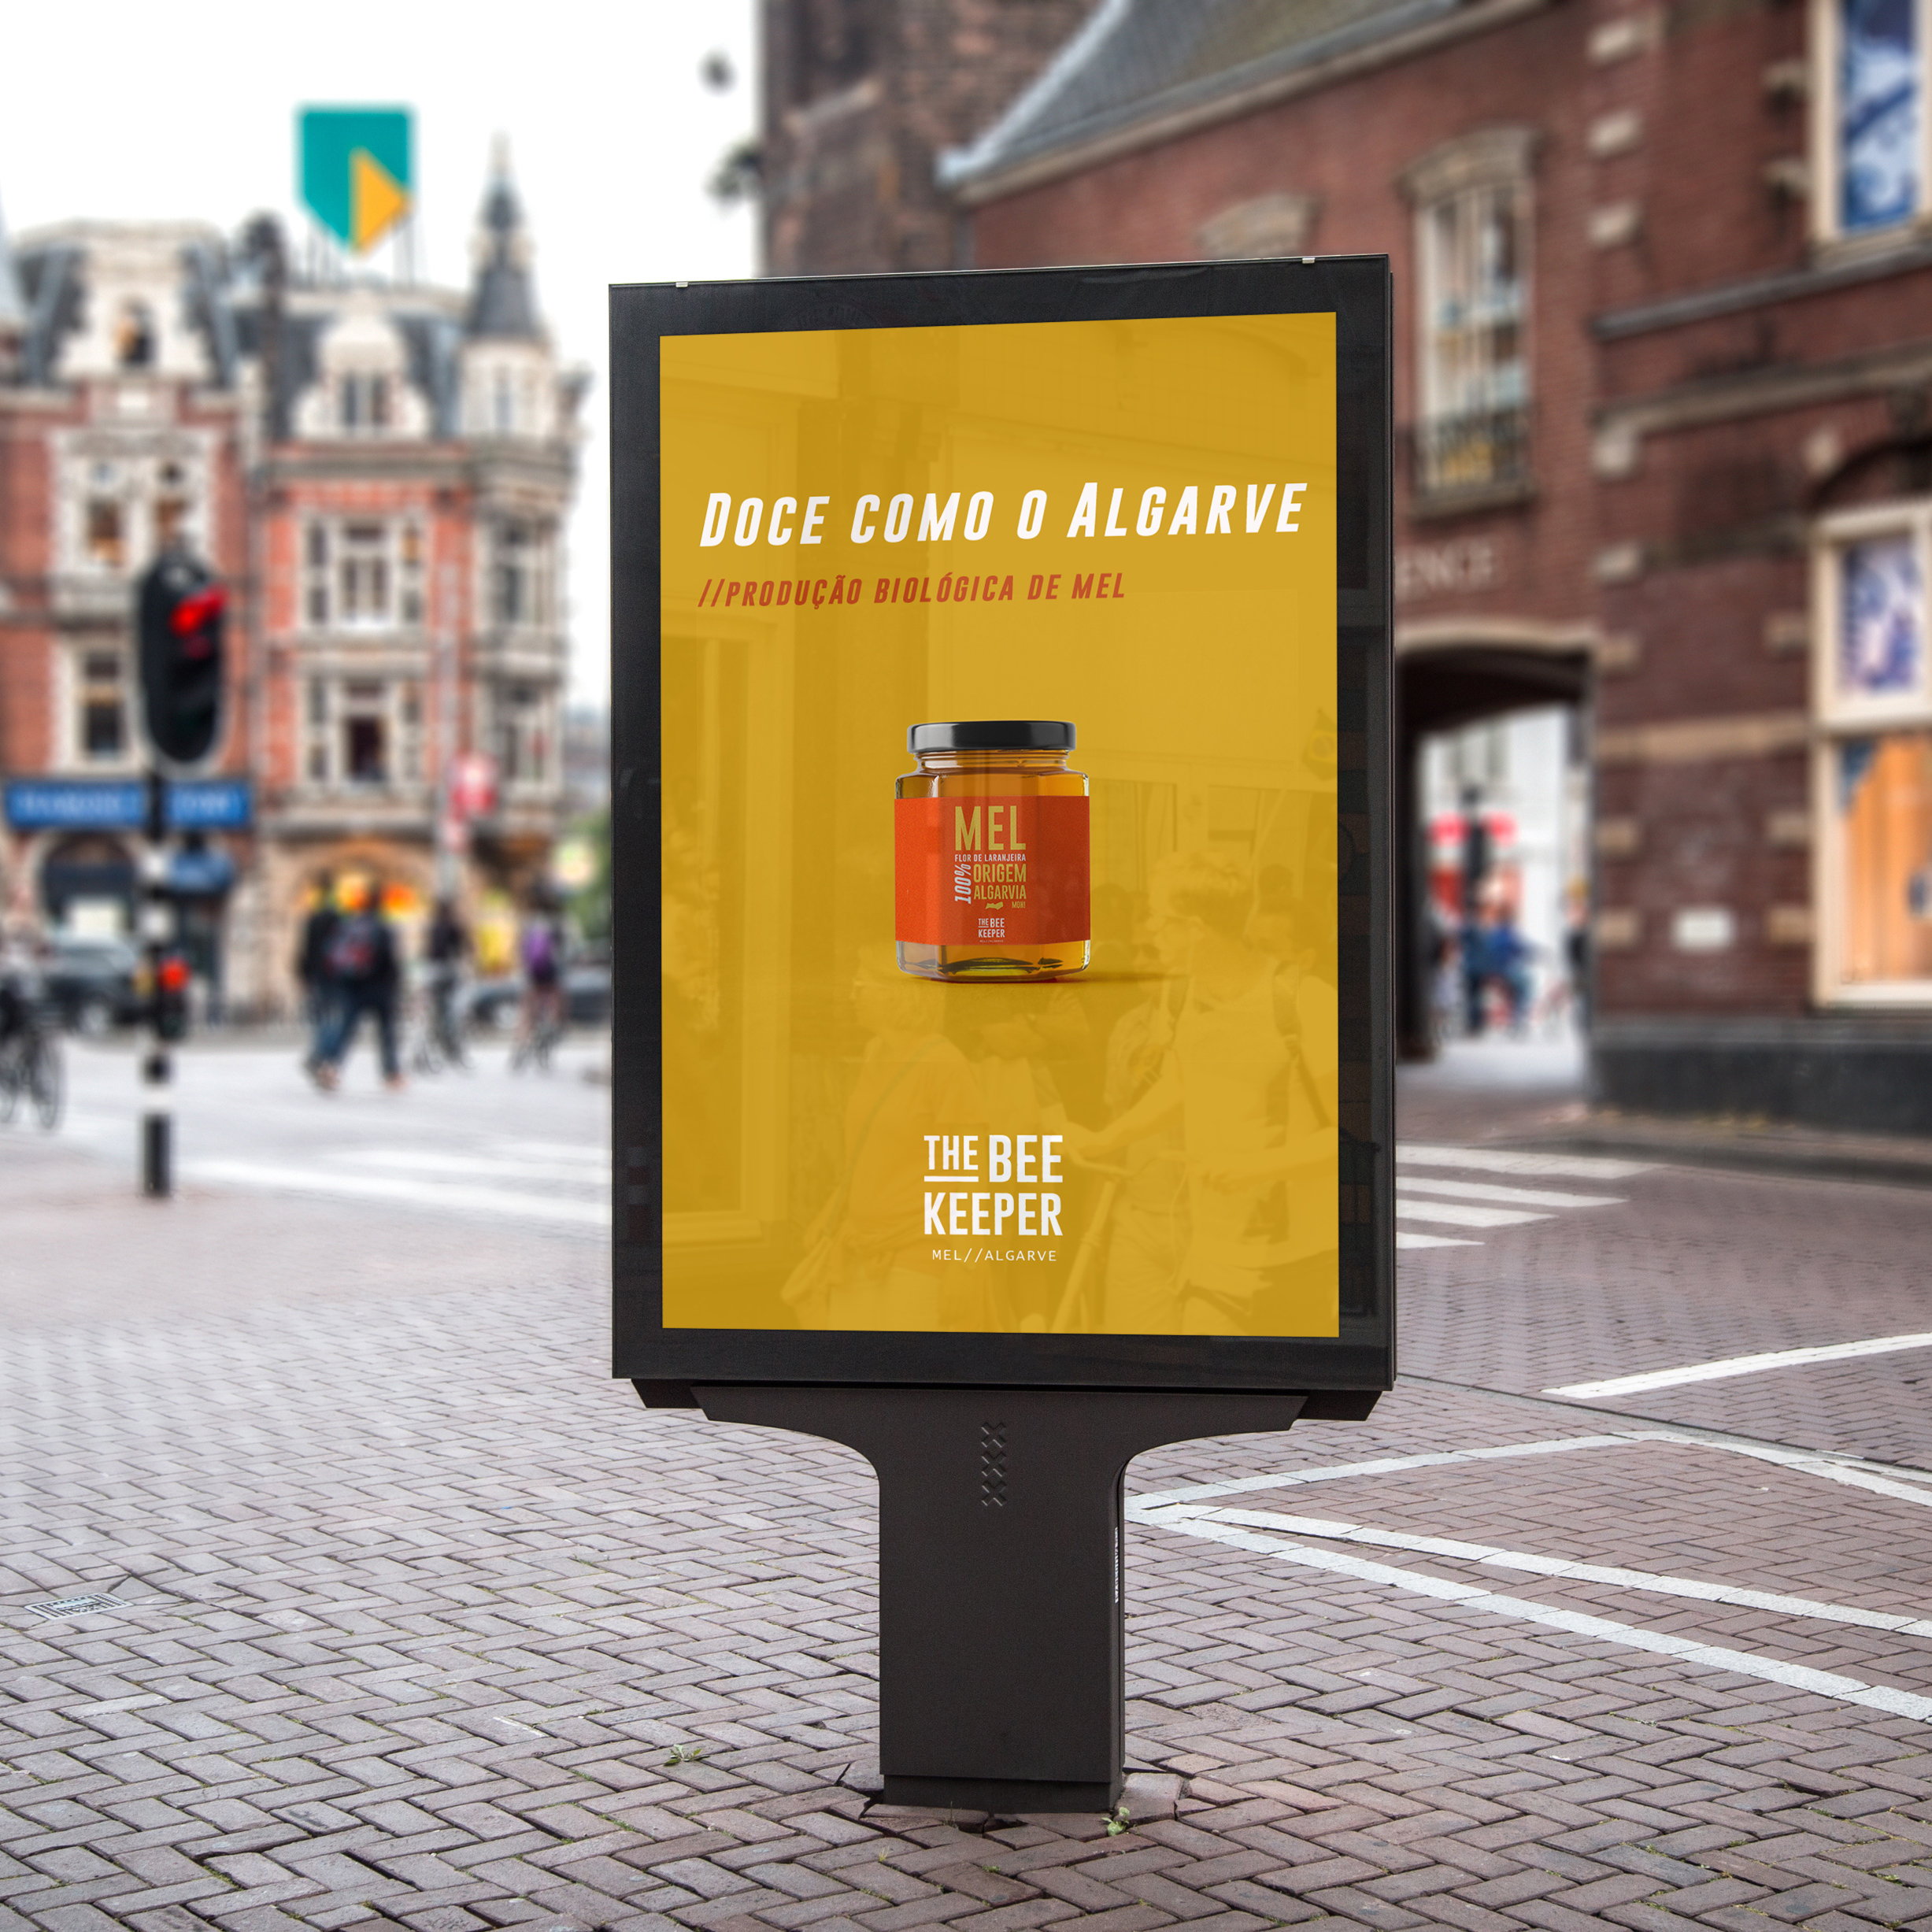 Doce como o Algarve
//produção biológica de mel
MEL
FLOR DE LARANJEIRA
100%
ORIGEM
ALGARVIA
THE BEE
KEEPER
THE BEE
KEEPER
MEL//ALGARVE